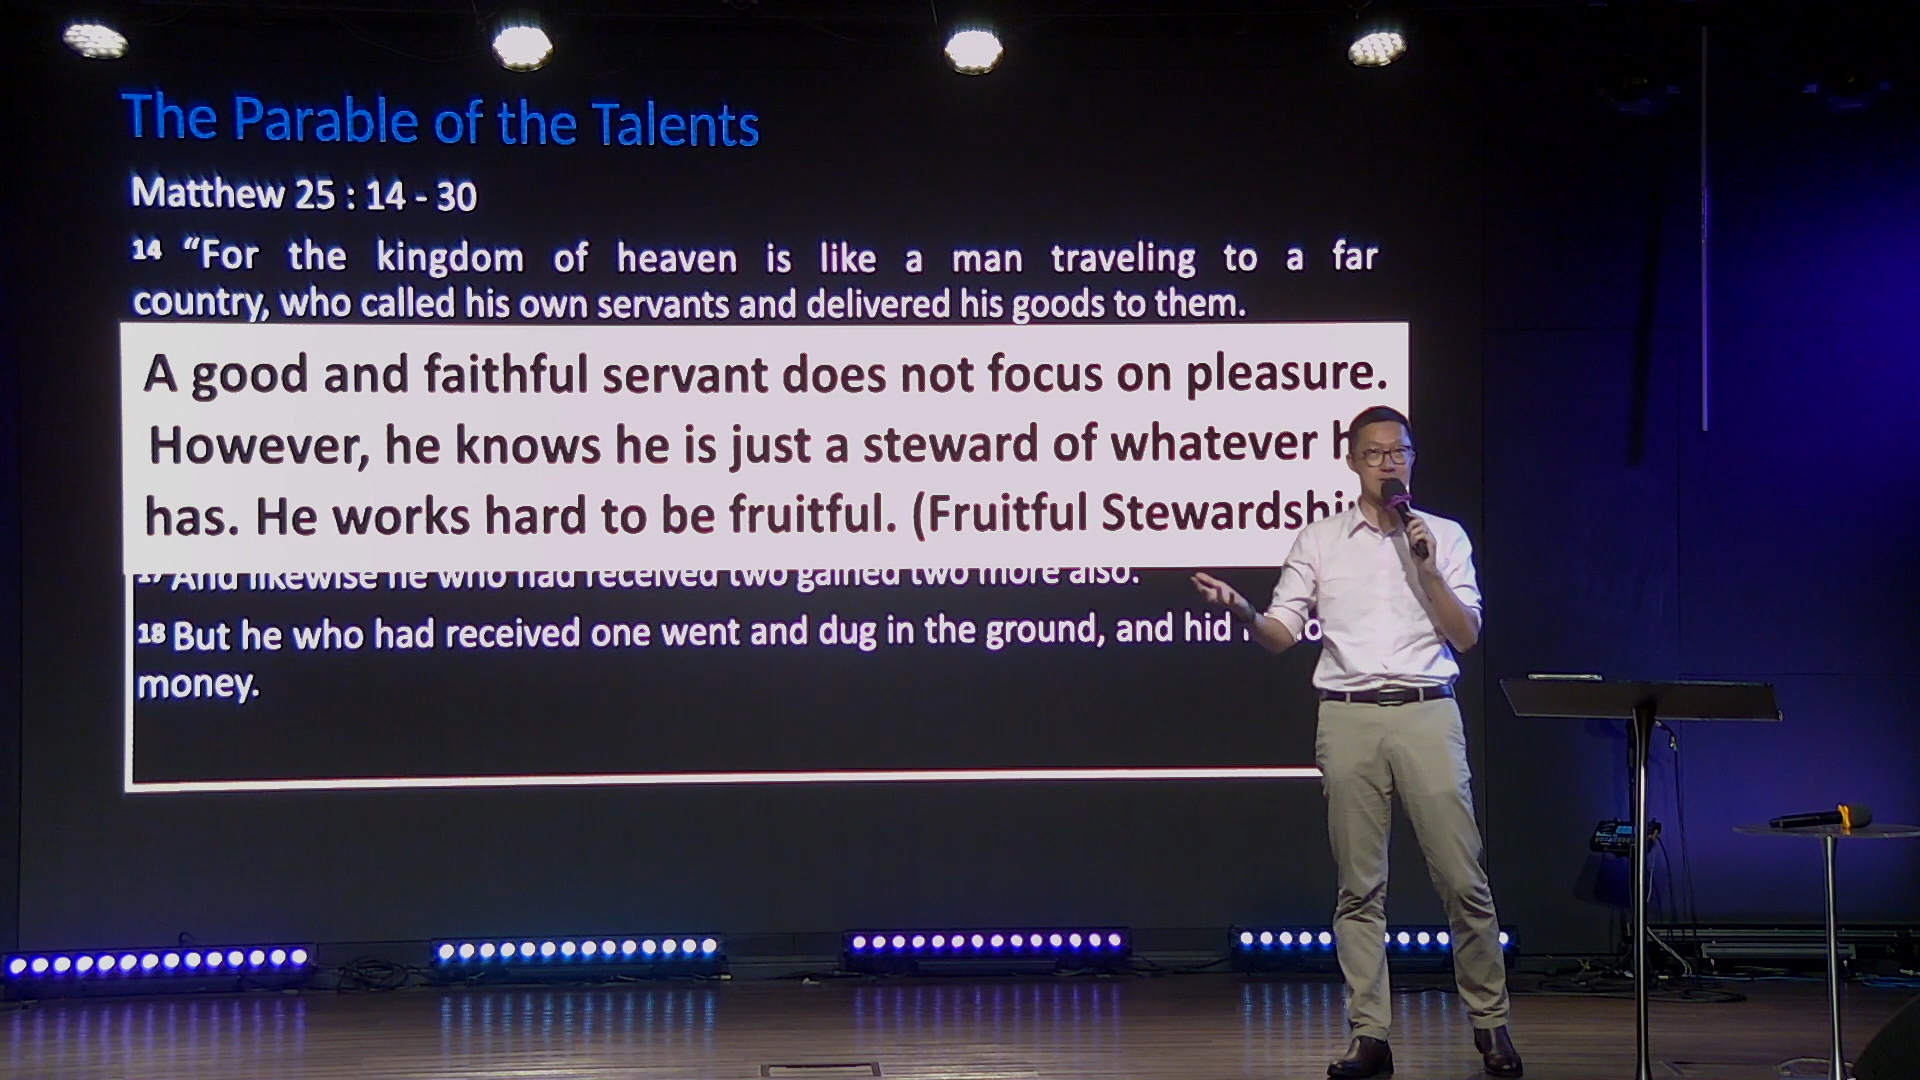 The Parable of the Talents
Matthew 25 : 14 - 30
14 “For the kingdom of heaven is like a man traveling to a far
country, who called his own servants and delivered his goods to them.
A good and faithful servant does not focus on pleasure.
However, he knows he is just a steward of whatever
has. He works hard to be fruitful. (Fruitful
17 And likewise he who had received two gained two more also.
18 But he who had received one went and dug in the ground, and hid
money.